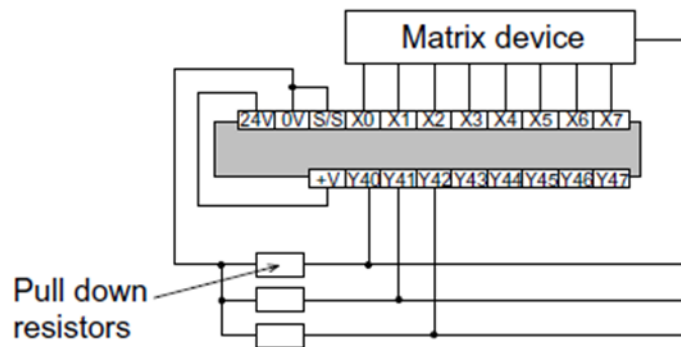 Matrix device
24V 0V S/S X0 X1 X2 X3 X4 X5 X6 X7
+V Y40 Y41 Y42 Y43 Y44 Y45 Y46 Y47
Pull down
resistors